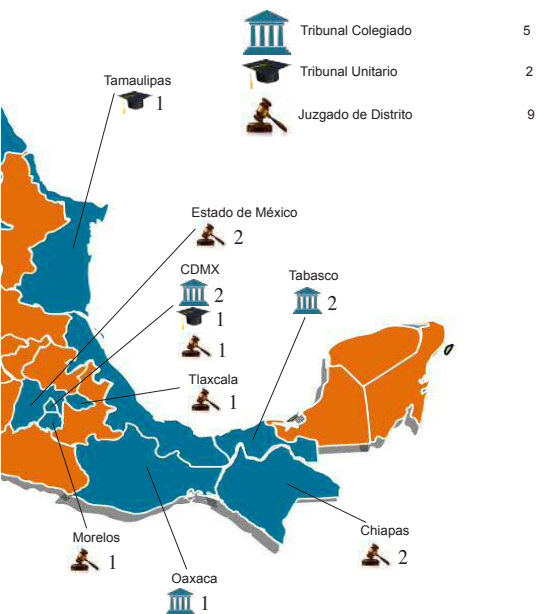 Tribunal Colegiado 5
Tribunal Unitario 2
Juzgado de Distrito 9
Tamaulipas
1
Estado de México
2
CDMX
2
1
1
Tabasco
2
Tlaxcala
1
Morelos
1
Chiapas
2
Oaxaca
1